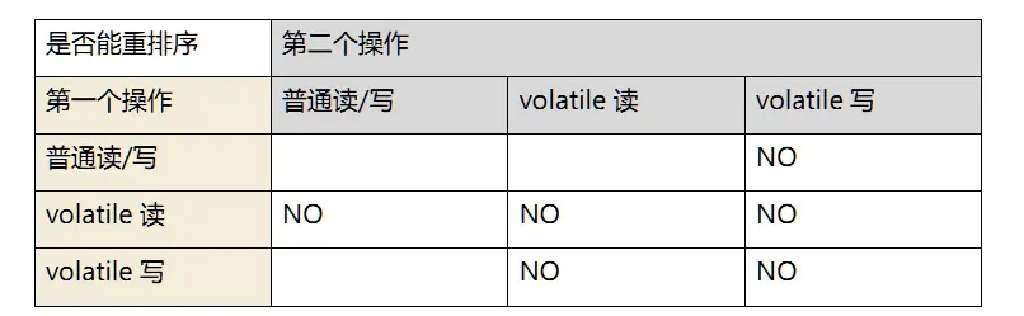 是否能重排序 第二个操作
第一个操作 普通读/写 volatile 读 volatile 写
普通读/写 NO
volatile 读 NO NO NO
volatile 写 NO NO